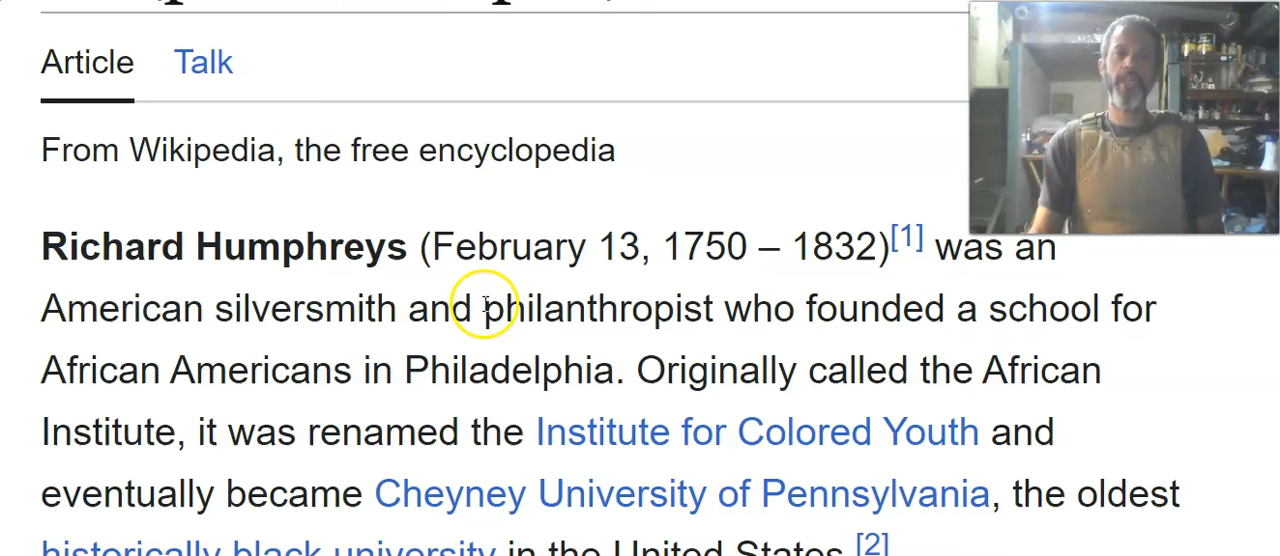 Article Talk
From Wikipedia, the free encyclopedia
Richard Humphreys (February 13, 1750 – 1832)[1] was an
American silversmith and philanthropist who founded a school for
African Americans in Philadelphia. Originally called the African
Institute, it was renamed the Institute for Colored Youth and
eventually became Cheyney University of Pennsylvania, the oldest
historically black university in the United States.[2]